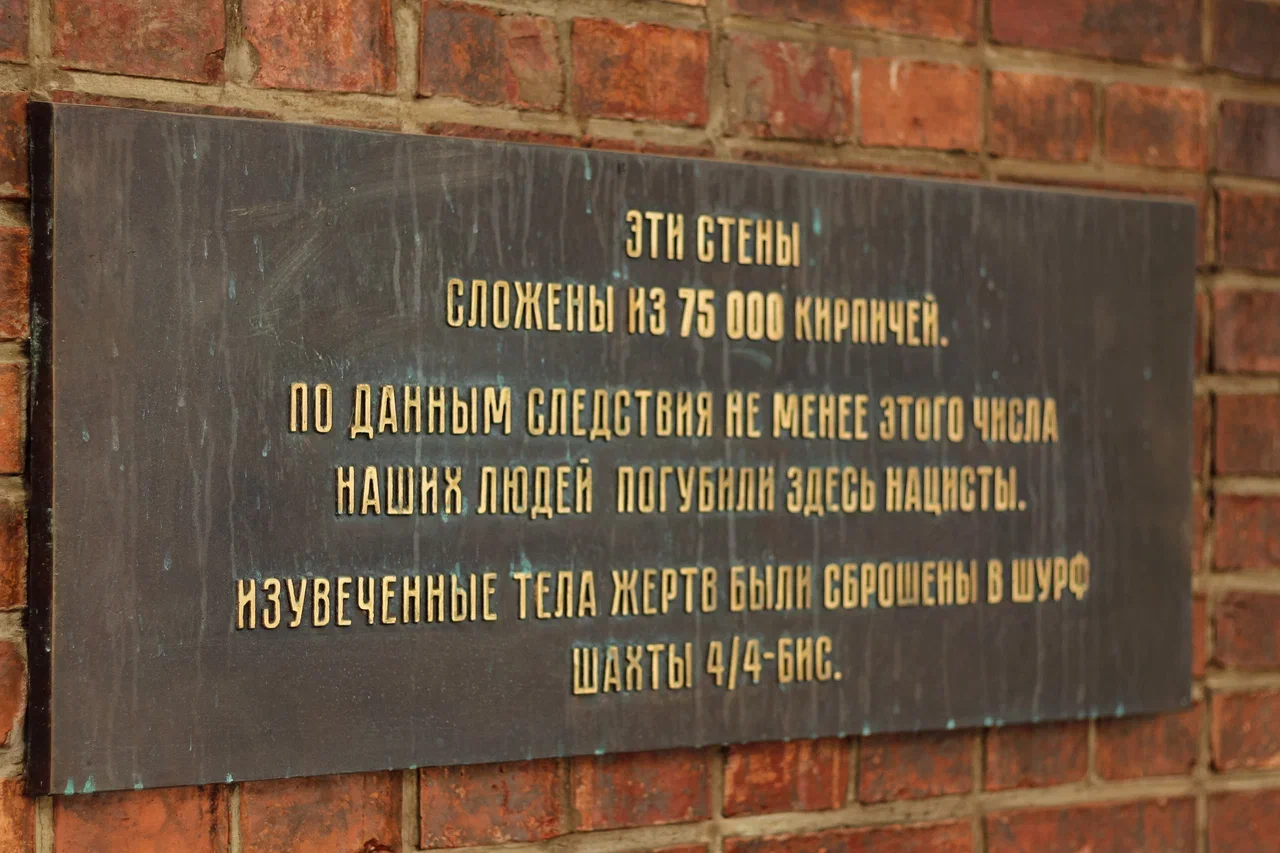 ЭТИ СТЕНЫ
СЛОЖЕНЫ ИЗ 75 000 КИРПИЧЕЙ.
ПО ДАННЫМ СЛЕДСТВИЯ НЕ МЕНЕЕ ЭТОГО ЧИСЛА
НАШИХ ЛЮДЕЙ ПОГУБИЛИ ЗДЕСЬ НАЦИСТЫ.
ИЗУВЕЧЕННЫЕ ТЕЛА ЖЕРТВ БЫЛИ СБРОШЕНЫ В ШУРФ
ШАХТЫ 4/4-БИС.